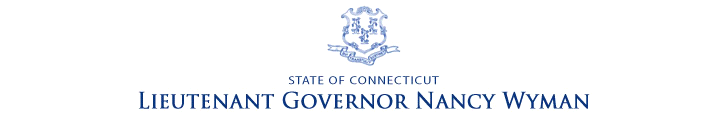 STATE OF CONNECTICUT
LIEUTENANT GOVERNOR NANCY WYMAN